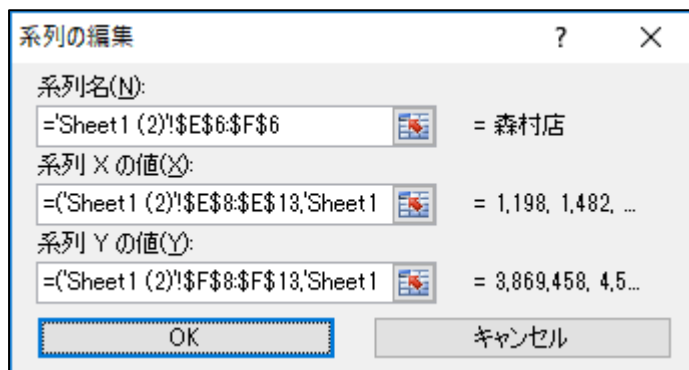 系列の編集 ? ×
系列名(N):
='Sheet1 (2)'!$E$6:$F$6 = 森村店
系列 X の値(X):
=('Sheet1 (2)'!$E$8:$E$13,'Sheet1 = 1,198, 1,482, ...
系列 Y の値(Y):
=('Sheet1 (2)'!$F$8:$F$13,'Sheet1 = 3,869,458, 4,5...
OK キャンセル